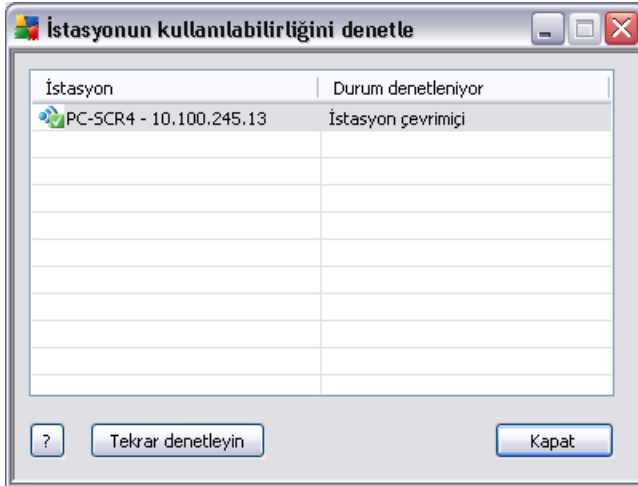 İstasyonun kullanılabilirliğini denetle
İstasyon Durum denetleniyor
PC-SCR4 - 10.100.245.13 İstasyon çevrimiçi
? Tekrar denetleyin Kapat